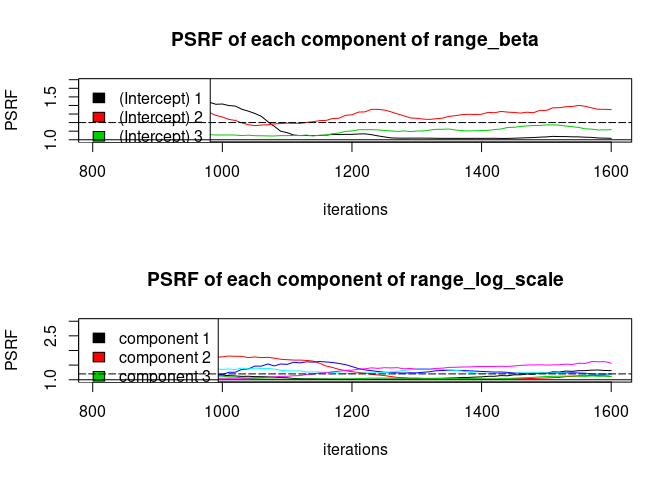 PSRF of each component of range_beta
PSRF
1.5
1.0
(Intercept) 1
(Intercept) 2
(Intercept) 3
800 1000 1200 1400 1600
iterations
PSRF of each component of range_log_scale
PSRF
2.5
1.0
component 1
component 2
component 3
800 1000 1200 1400 1600
iterations